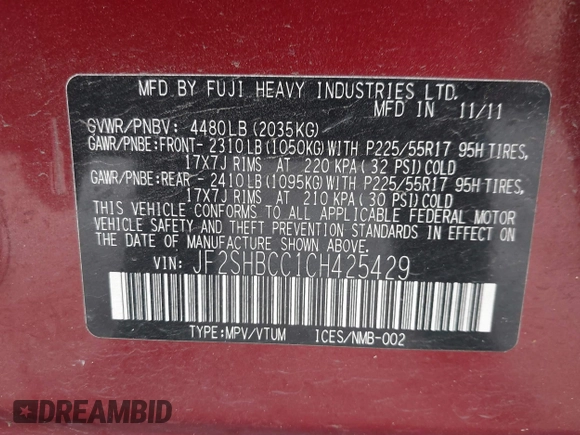 MFD BY FUJI HEAVY INDUSTRIES LTD.
MFD IN 11/11
GVWR/PNBV: 4480LB(2035KG)
GAWR/PNBE:FRONT- 2310LB(1050KG)WITH P225/55R17 95H TIRES,
17X7J RIMS AT 220 KPA(32 PSI)COLD
GAWR/PNBE:REAR - 2410LB(1095KG)WITH P225/55R17 95H TIRES,
17X7J RIMS AT 210 KPA(30 PSI)COLD
THIS VEHICLE CONFORMS TO ALL APPLICABLE FEDERAL MOTOR
VEHICLE SAFETY AND THEFT PREVENTION STANDARDS IN EFFECT ON
THE DATE OF MANUFACTURE SHOWN ABOVE.
VIN: JF2SHBCC1CH425429
TYPE:MPV/VTUM ICES/NMB-002
DREAMBID